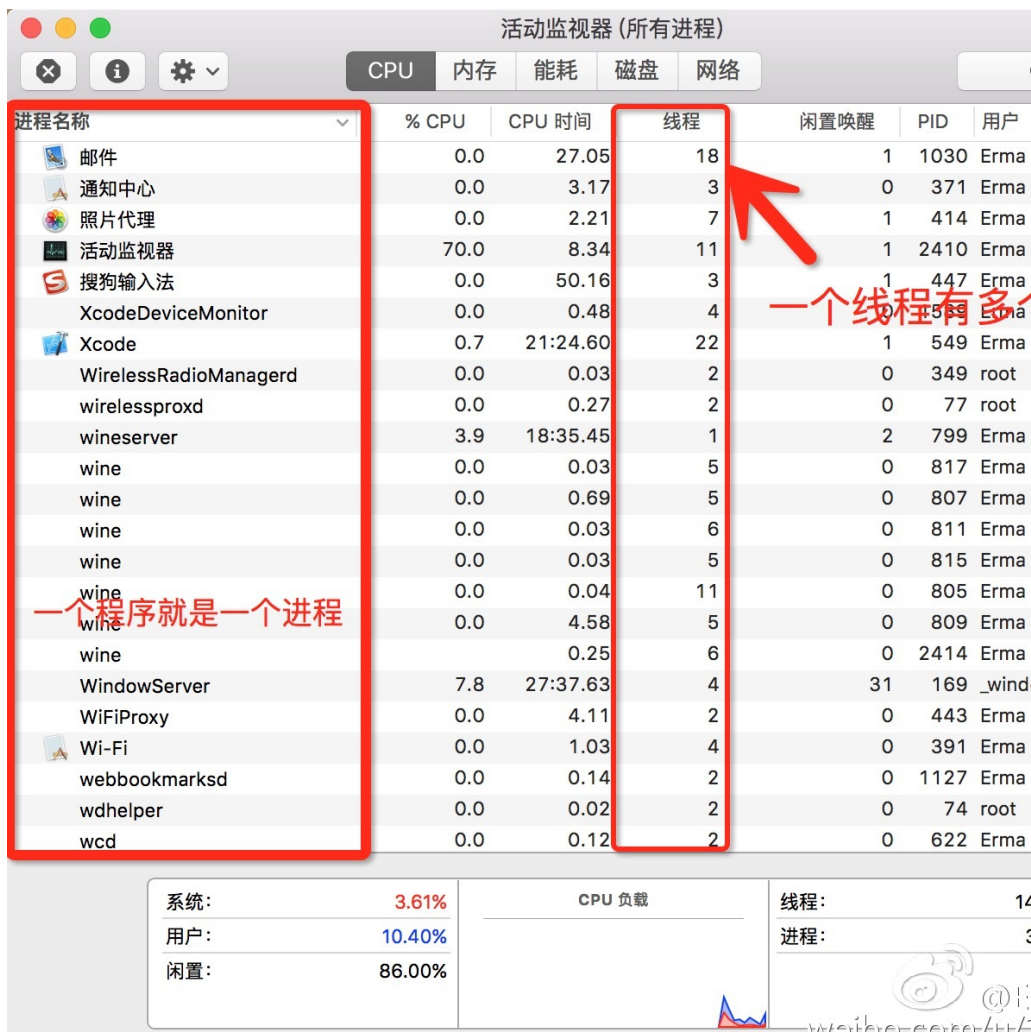 活动监视器 (所有进程)
CPU 内存 能耗 磁盘 网络
进程名称 % CPU CPU 时间 线程 闲置唤醒 PID 用户
邮件 0.0 27.05 18 1 1030 Erma
通知中心 0.0 3.17 3 0 371 Erma
照片代理 0.0 2.21 7 1 414 Erma
活动监视器 70.0 8.34 11 1 2410 Erma
搜狗输入法 0.0 50.16 3 1 447 Erma
一个线程有多个
XcodeDeviceMonitor 0.0 0.48 4 0 1539 Erma
Xcode 0.7 21:24.60 22 1 549 Erma
WirelessRadioManagerd 0.0 0.03 2 0 349 root
wirelessproxd 0.0 0.27 2 0 77 root
wineserver 3.9 18:35.45 1 2 799 Erma
wine 0.0 0.03 5 0 817 Erma
wine 0.0 0.69 5 0 807 Erma
wine 0.0 0.03 6 0 811 Erma
wine 0.0 0.03 5 0 815 Erma
wine 0.0 0.04 11 0 805 Erma
一个程序就是一个进程
wine 0.0 4.58 5 0 809 Erma
wine 0.25 6 0 2414 Erma
WindowServer 7.8 27:37.63 4 31 169 _wind
WiFiProxy 0.0 4.11 2 0 443 Erma
Wi-Fi 0.0 1.03 4 0 391 Erma
webbookmarksd 0.0 0.14 2 0 1127 Erma
wdhelper 0.0 0.02 2 0 74 root
wcd 0.0 0.12 2 0 622 Erma
系统: 3.61% CPU 负载 线程: 14
用户: 10.40% 进程: 3
闲置: 86.00%